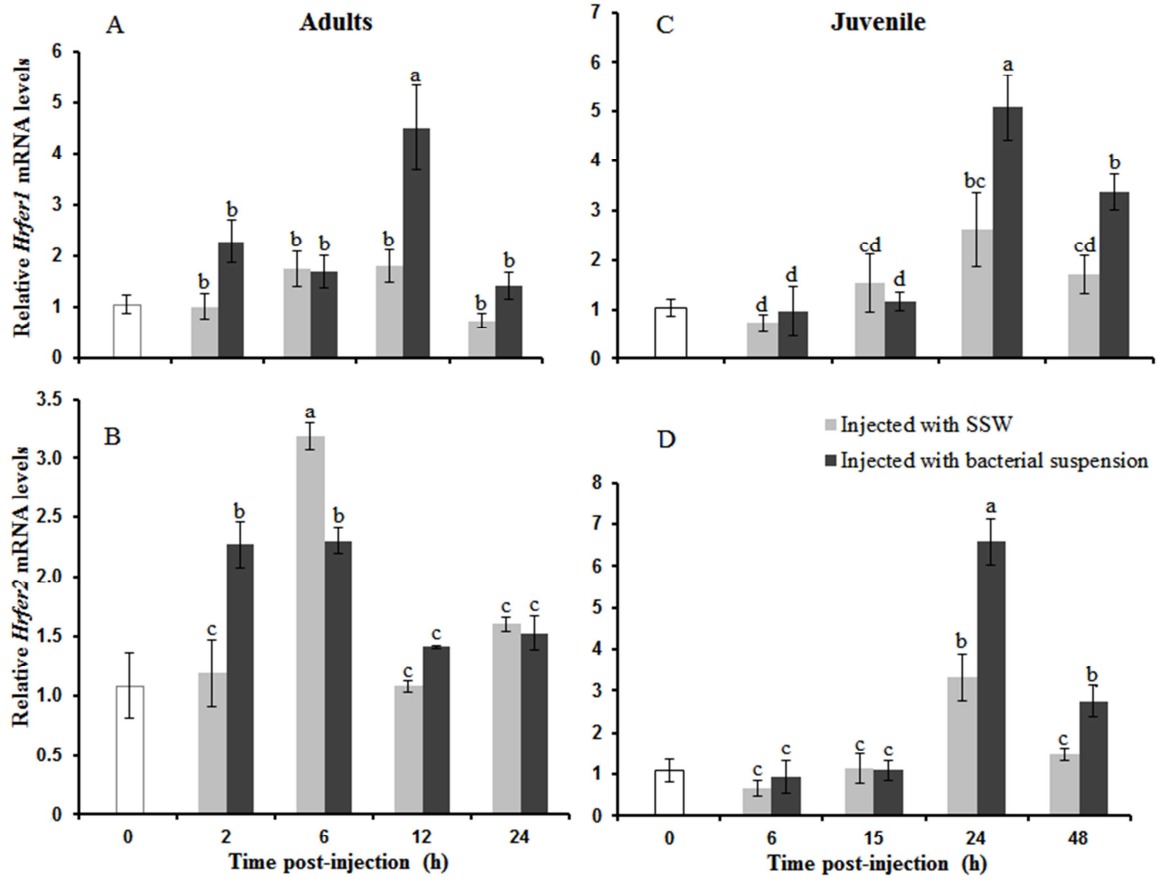 A
Adults
Relative Hrfer1 mRNA levels
6
5
4
3
2
1
0
b
b
b
b
b
a
b
b
C
Juvenile
7
6
5
4
3
2
1
0
d
d
cd
d
bc
a
cd
b
B
Relative Hrfer2 mRNA levels
3.5
3.0
2.5
2.0
1.5
1.0
0.5
0
c
b
a
b
c
c
c
c
0
2
6
12
24
Time post-injection (h)
D
Injected with SSW
Injected with bacterial suspension
8
7
6
5
4
3
2
1
0
c
c
c
c
b
a
c
b
0
6
15
24
48
Time post-injection (h)